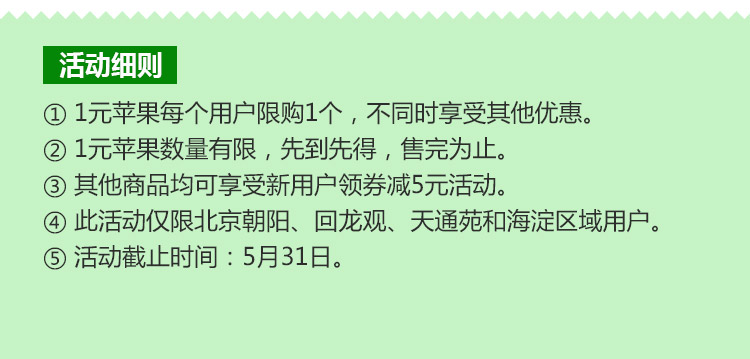 活动细则
① 1元苹果每个用户限购1个，不同时享受其他优惠。
② 1元苹果数量有限，先到先得，售完为止。
③ 其他商品均可享受新用户领券减5元活动。
④ 此活动仅限北京朝阳、回龙观、天通苑和海淀区域用户。
⑤ 活动截止时间：5月31日。